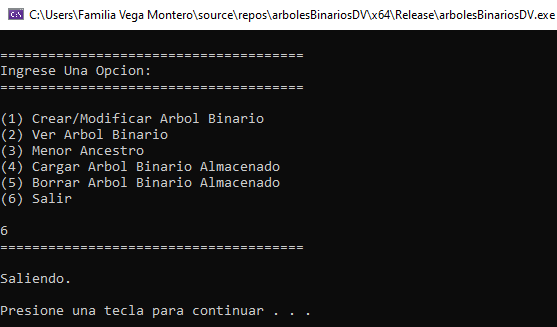 C:\Users\Familia Vega Montero\source\repos\arbolesBinariosDV\x64\Release\arbolesBinariosDV.exe
======================================
Ingrese Una Opcion:
======================================
(1) Crear/Modificar Arbol Binario
(2) Ver Arbol Binario
(3) Menor Ancestro
(4) Cargar Arbol Binario Almacenado
(5) Borrar Arbol Binario Almacenado
(6) Salir
6
======================================
Saliendo.
Presione una tecla para continuar . . .